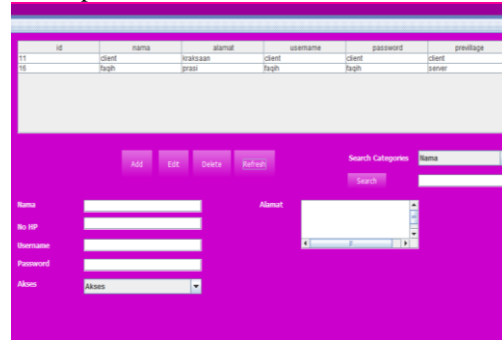 id nama alamat username password previllage
11 client kraksaan client client client
16 faqih prasi faqih faqih server
Add Edit Delete Refresh
Search Categories Nama
Search
Nama
Alamat
No HP
Username
Password
Akses Akses